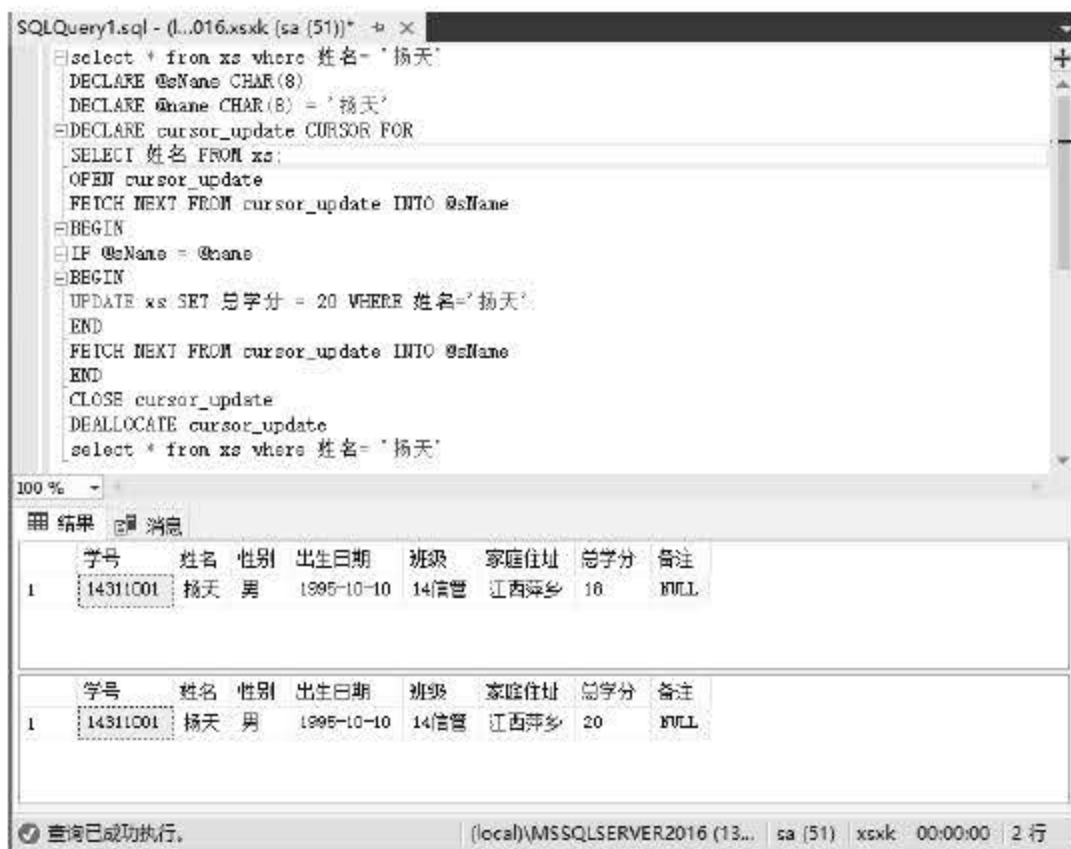 SQLQuery1.sql - (l...016.xsxk (sa (51))*
select * from xs where 姓名= '扬天'
DECLARE @sName CHAR(8)
DECLARE @name CHAR(8) = '扬天'
DECLARE cursor_update CURSOR FOR
SELECT 姓名 FROM xs;
OPEN cursor_update
FETCH NEXT FROM cursor_update INTO @sName
BEGIN
IF @sName = @name
BEGIN
UPDATE xs SET 总学分 = 20 WHERE 姓名='扬天'
END
FETCH NEXT FROM cursor_update INTO @sName
END
CLOSE cursor_update
DEALLOCATE cursor_update
select * from xs where 姓名= '扬天'
100 %
结果 消息
学号 姓名 性别 出生日期 班级 家庭住址 总学分 备注
1 14311001 扬天 男 1995-10-10 14信管 江西萍乡 18 NULL
学号 姓名 性别 出生日期 班级 家庭住址 总学分 备注
1 14311001 扬天 男 1995-10-10 14信管 江西萍乡 20 NULL
查询已成功执行。 (local)\MSSQLSERVER2016 (13... sa (51) xsxk 00:00:00 2 行